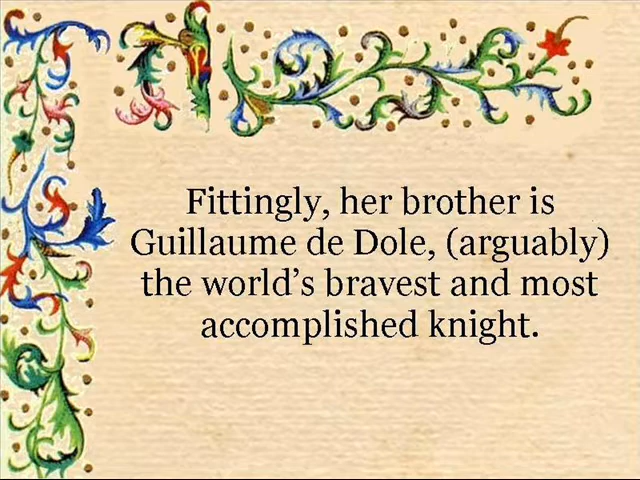 Fittingly, her brother is
Guillaume de Dole, (arguably)
the world’s bravest and most
accomplished knight.